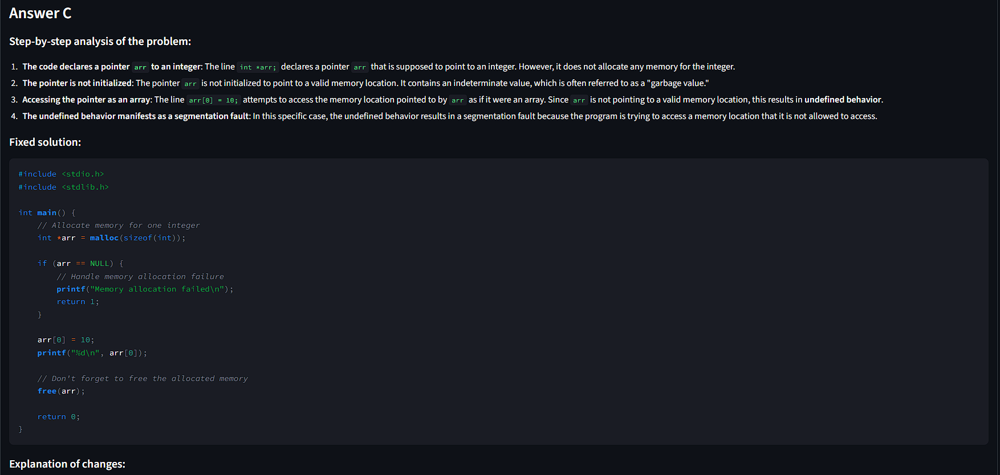 Answer C
Step-by-step analysis of the problem:
1. The code declares a pointer arr to an integer: The line int *arr; declares a pointer arr that is supposed to point to an integer. However, it does not allocate any memory for the integer.
2. The pointer is not initialized: The pointer arr is not initialized to point to a valid memory location. It contains an indeterminate value, which is often referred to as a "garbage value."
3. Accessing the pointer as an array: The line arr[0] = 10; attempts to access the memory location pointed to by arr as if it were an array. Since arr is not pointing to a valid memory location, this results in undefined behavior.
4. The undefined behavior manifests as a segmentation fault: In this specific case, the undefined behavior results in a segmentation fault because the program is trying to access a memory location that it is not allowed to access.
Fixed solution:
#include <stdio.h>
#include <stdlib.h>
int main() {
    // Allocate memory for one integer
    int *arr = malloc(sizeof(int));
    if (arr == NULL) {
        // Handle memory allocation failure
        printf("Memory allocation failed\n");
        return 1;
    }
    arr[0] = 10;
    printf("%d\n", arr[0]);
    // Don't forget to free the allocated memory
    free(arr);
    return 0;
}
Explanation of changes: